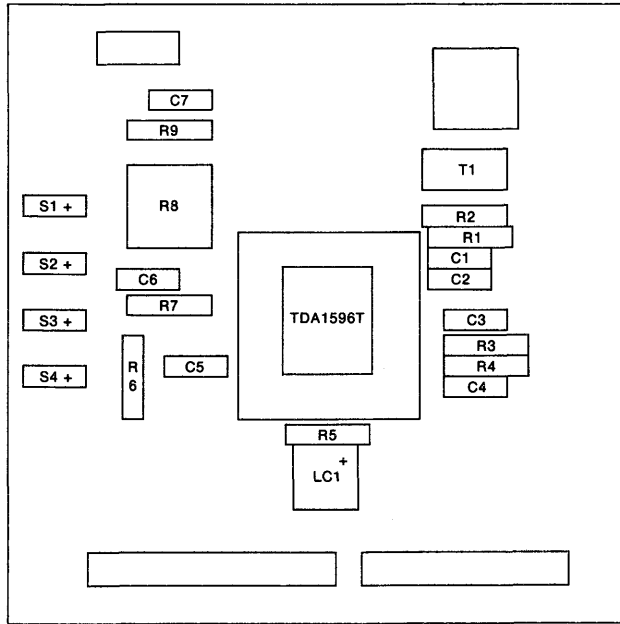 C7
R9
T1
S1 +
R8
R2
R1
C1
S2 +
C6
C2
R7
TDA1596T
S3 +
C3
R3
R6
C5
R4
S4 +
C4
R5
+
LC1